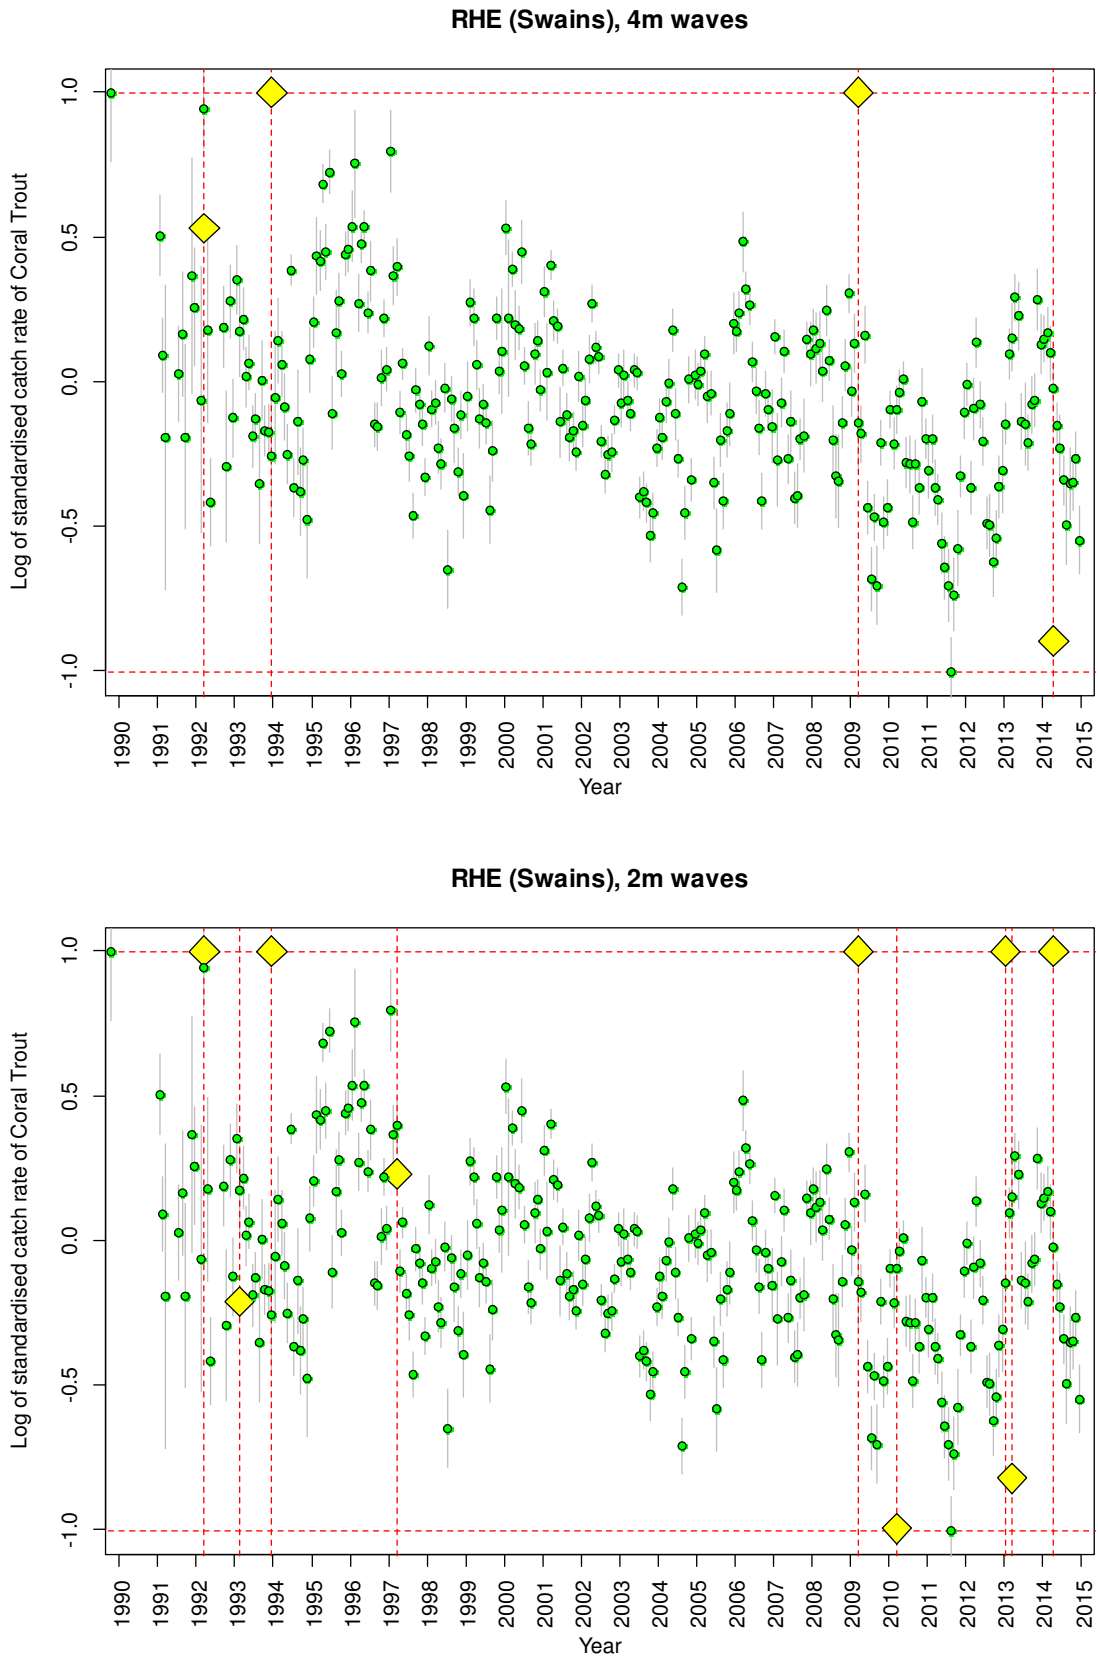 RHE (Swains), 4m waves
Log of standardised catch rate of Coral Trout
1.0
0.5
0.0
-0.5
-1.0
1990 1991 1992 1993 1994 1995 1996 1997 1998 1999 2000 2001 2002 2003 2004 2005 2006 2007 2008 2009 2010 2011 2012 2013 2014 2015
Year
RHE (Swains), 2m waves
Log of standardised catch rate of Coral Trout
1.0
0.5
0.0
-0.5
-1.0
1990 1991 1992 1993 1994 1995 1996 1997 1998 1999 2000 2001 2002 2003 2004 2005 2006 2007 2008 2009 2010 2011 2012 2013 2014 2015
Year